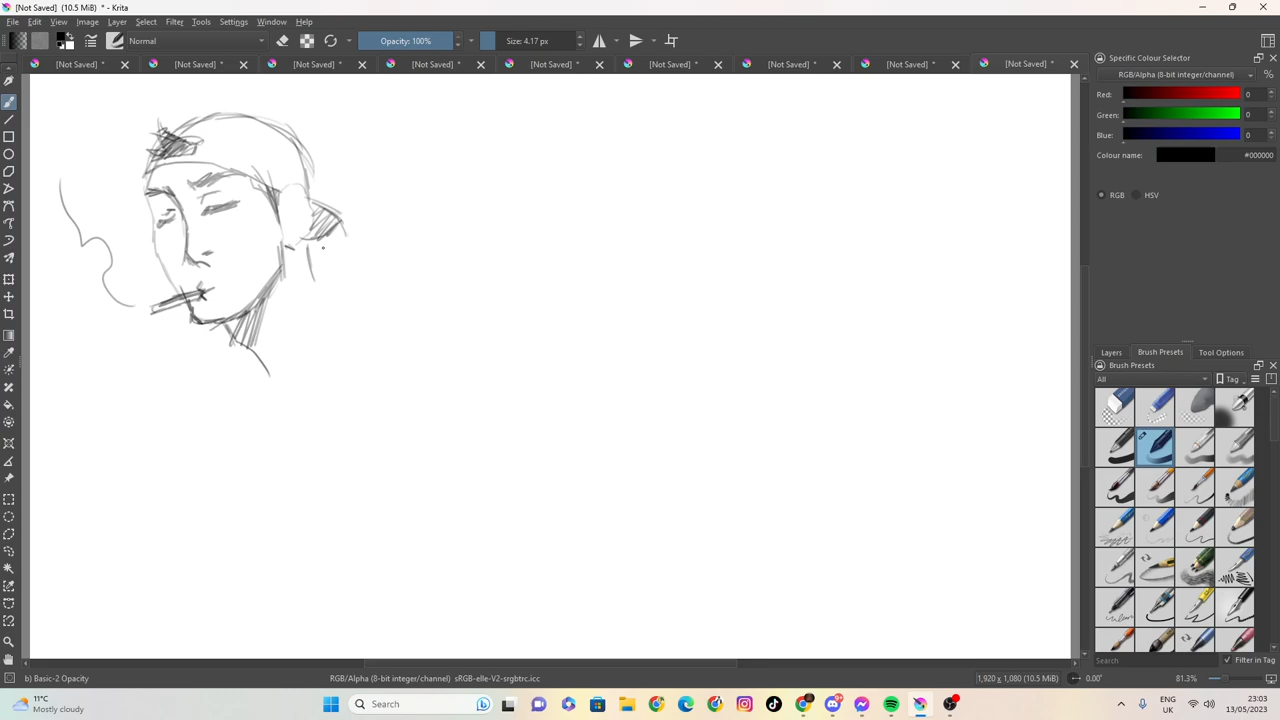 [Not Saved] (10.5 MiB) * - Krita
File Edit View Image Layer Select Filter Tools Settings Window Help
Normal Opacity: 100% Size: 4.17 px
[Not Saved] * [Not Saved] * [Not Saved] * [Not Saved] * [Not Saved] * [Not Saved] * [Not Saved] * [Not Saved] * [Not Saved] *
Specific Colour Selector
RGB/Alpha (8-bit integer/channel) %
Red: 0
Green: 0
Blue: 0
Colour name: #000000
RGB HSV
Layers Brush Presets Tool Options
Brush Presets
All Tag
Search Filter in Tag
b) Basic-2 Opacity RGB/Alpha (8-bit integer/channel) sRGB-elle-V2-srgbtrc.icc 1,920 x 1,080 (10.5 MiB) 0.00° 81.3%
11°C
Mostly cloudy
Search
ENG
UK
23:03
13/05/2023